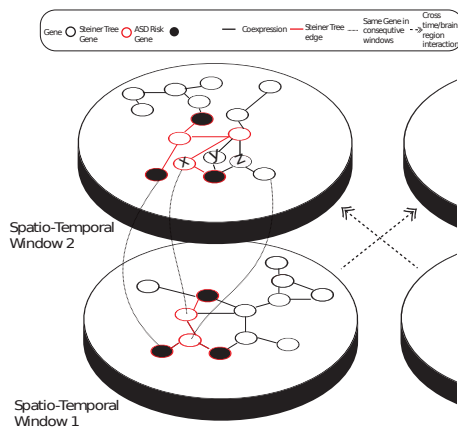 Gene
Steiner Tree
Gene
ASD Risk
Gene
Coexpression
Steiner Tree
edge
Same Gene in
consequtive
windows
Cross
time/brain
region
interaction
x
y
z
Spatio-Temporal
Window 2
Spatio-Temporal
Window 1